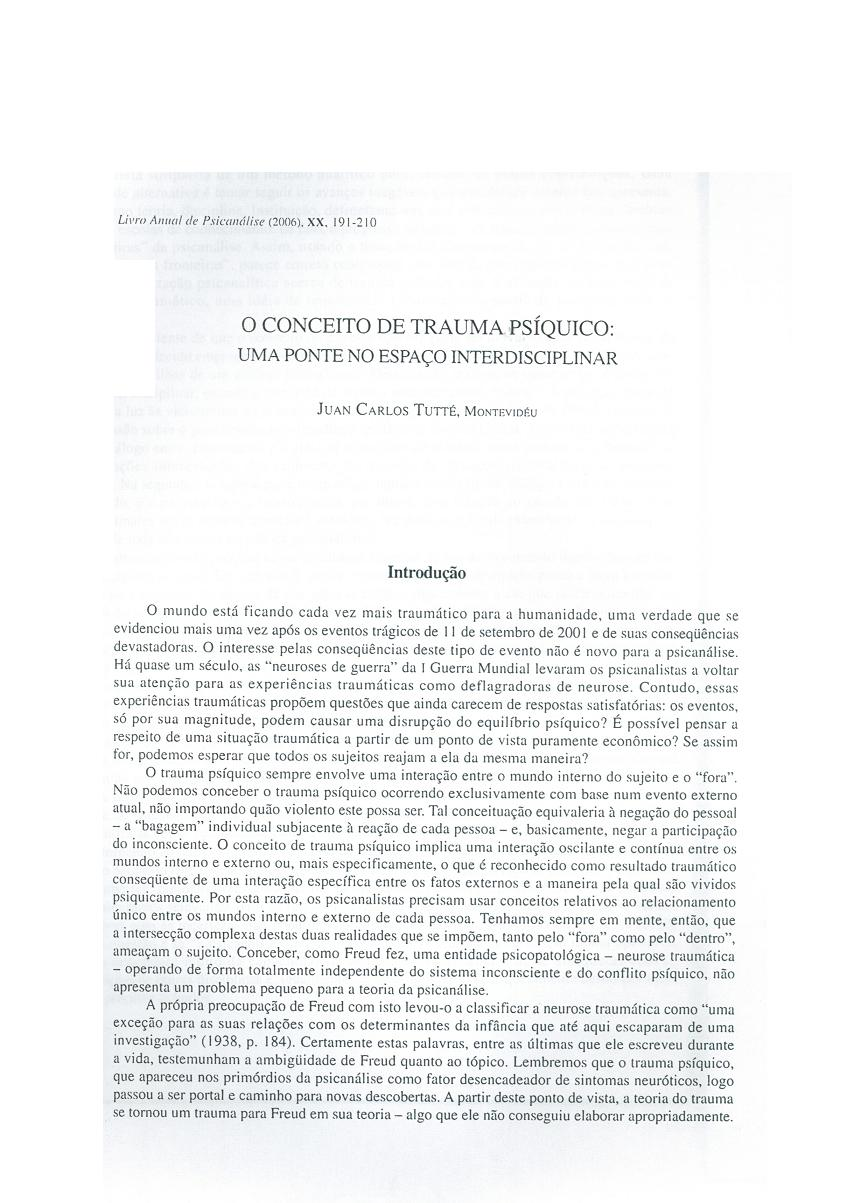 Livro Anual de Psicanálise (2006), XX, 191-210
O CONCEITO DE TRAUMA PSÍQUICO:
UMA PONTE NO ESPAÇO INTERDISCIPLINAR
JUAN CARLOS TUTTÉ, MONTEVIDÉU
Introdução
O mundo está ficando cada vez mais traumático para a humanidade, uma verdade que se
evidenciou mais uma vez após os eventos trágicos de 11 de setembro de 2001 e de suas conseqüências
devastadoras. O interesse pelas conseqüências deste tipo de evento não é novo para a psicanálise.
Há quase um século, as “neuroses de guerra” da I Guerra Mundial levaram os psicanalistas a voltar
sua atenção para as experiências traumáticas como deflagradoras de neurose. Contudo, essas
experiências traumáticas propõem questões que ainda carecem de respostas satisfatórias: os eventos,
só por sua magnitude, podem causar uma disrupção do equilíbrio psíquico? É possível pensar a
respeito de uma situação traumática a partir de um ponto de vista puramente econômico? Se assim
for, podemos esperar que todos os sujeitos reajam a ela da mesma maneira?
O trauma psíquico sempre envolve uma interação entre o mundo interno do sujeito e o “fora”.
Não podemos conceber o trauma psíquico ocorrendo exclusivamente com base num evento externo
atual, não importando quão violento este possa ser. Tal conceituação equivaleria à negação do pessoal
– a “bagagem” individual subjacente à reação de cada pessoa – e, basicamente, negar a participação
do inconsciente. O conceito de trauma psíquico implica uma interação oscilante e contínua entre os
mundos interno e externo ou, mais especificamente, o que é reconhecido como resultado traumático
conseqüente de uma interação específica entre os fatos externos e a maneira pela qual são vividos
psiquicamente. Por esta razão, os psicanalistas precisam usar conceitos relativos ao relacionamento
único entre os mundos interno e externo de cada pessoa. Tenhamos sempre em mente, então, que
a intersecção complexa destas duas realidades que se impõem, tanto pelo “fora” como pelo “dentro”,
ameaçam o sujeito. Conceber, como Freud fez, uma entidade psicopatológica – neurose traumática
– operando de forma totalmente independente do sistema inconsciente e do conflito psíquico, não
apresenta um problema pequeno para a teoria da psicanálise.
A própria preocupação de Freud com isto levou-o a classificar a neurose traumática como “uma
exceção para as suas relações com os determinantes da infância que até aqui escaparam de uma
investigação” (1938, p. 184). Certamente estas palavras, entre as últimas que ele escreveu durante
a vida, testemunham a ambigüidade de Freud quanto ao tópico. Lembremos que o trauma psíquico,
que apareceu nos primórdios da psicanálise como fator desencadeador de sintomas neuróticos, logo
passou a ser portal e caminho para novas descobertas. A partir deste ponto de vista, a teoria do trauma
se tornou um trauma para Freud em sua teoria – algo que ele não conseguiu elaborar apropriadamente.